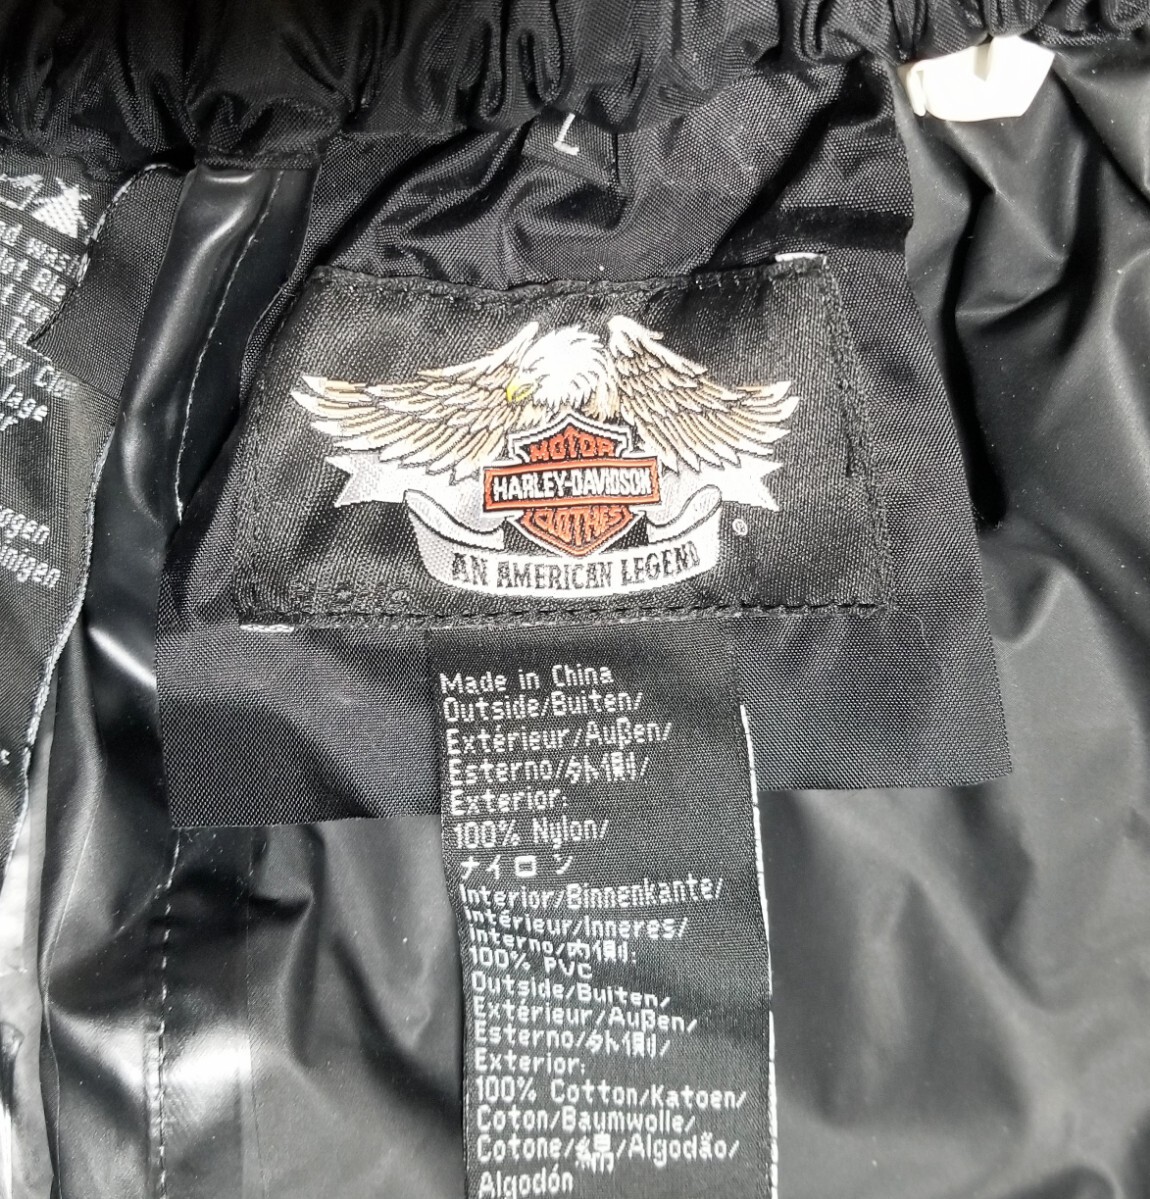 L
MOTOR
HARLEY-DAVIDSON
CLOTHES
AN AMERICAN LEGEND
®
Made in China
Outside/Buiten/
Extérieur/Außen/
Esterno/外側/
Exterior:
100% Nylon/
ナイロン
Interior/Binnenkante/
Intérieur/Inneres/
Interno/内側:
100% PVC
Outside/Buiten/
Extérieur/Außen/
Esterno/外側/
Exterior:
100% Cotton/Katoen/
Coton/Baumwolle/
Cotone/綿/Algodão/
Algodón